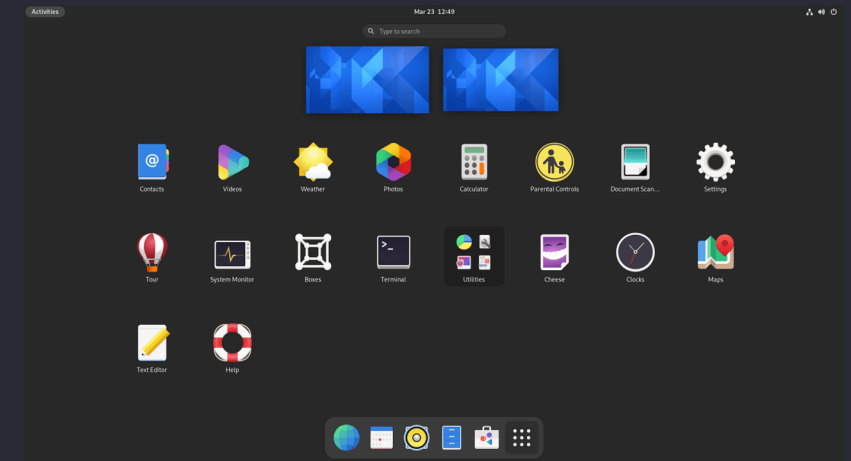 Activities
Mar 23 12:49
Type to search
Contacts
Videos
Weather
Photos
Calculator
Parental Controls
Document Scan...
Settings
Tour
System Monitor
Boxes
Terminal
Utilities
Cheese
Clocks
Maps
Text Editor
Help